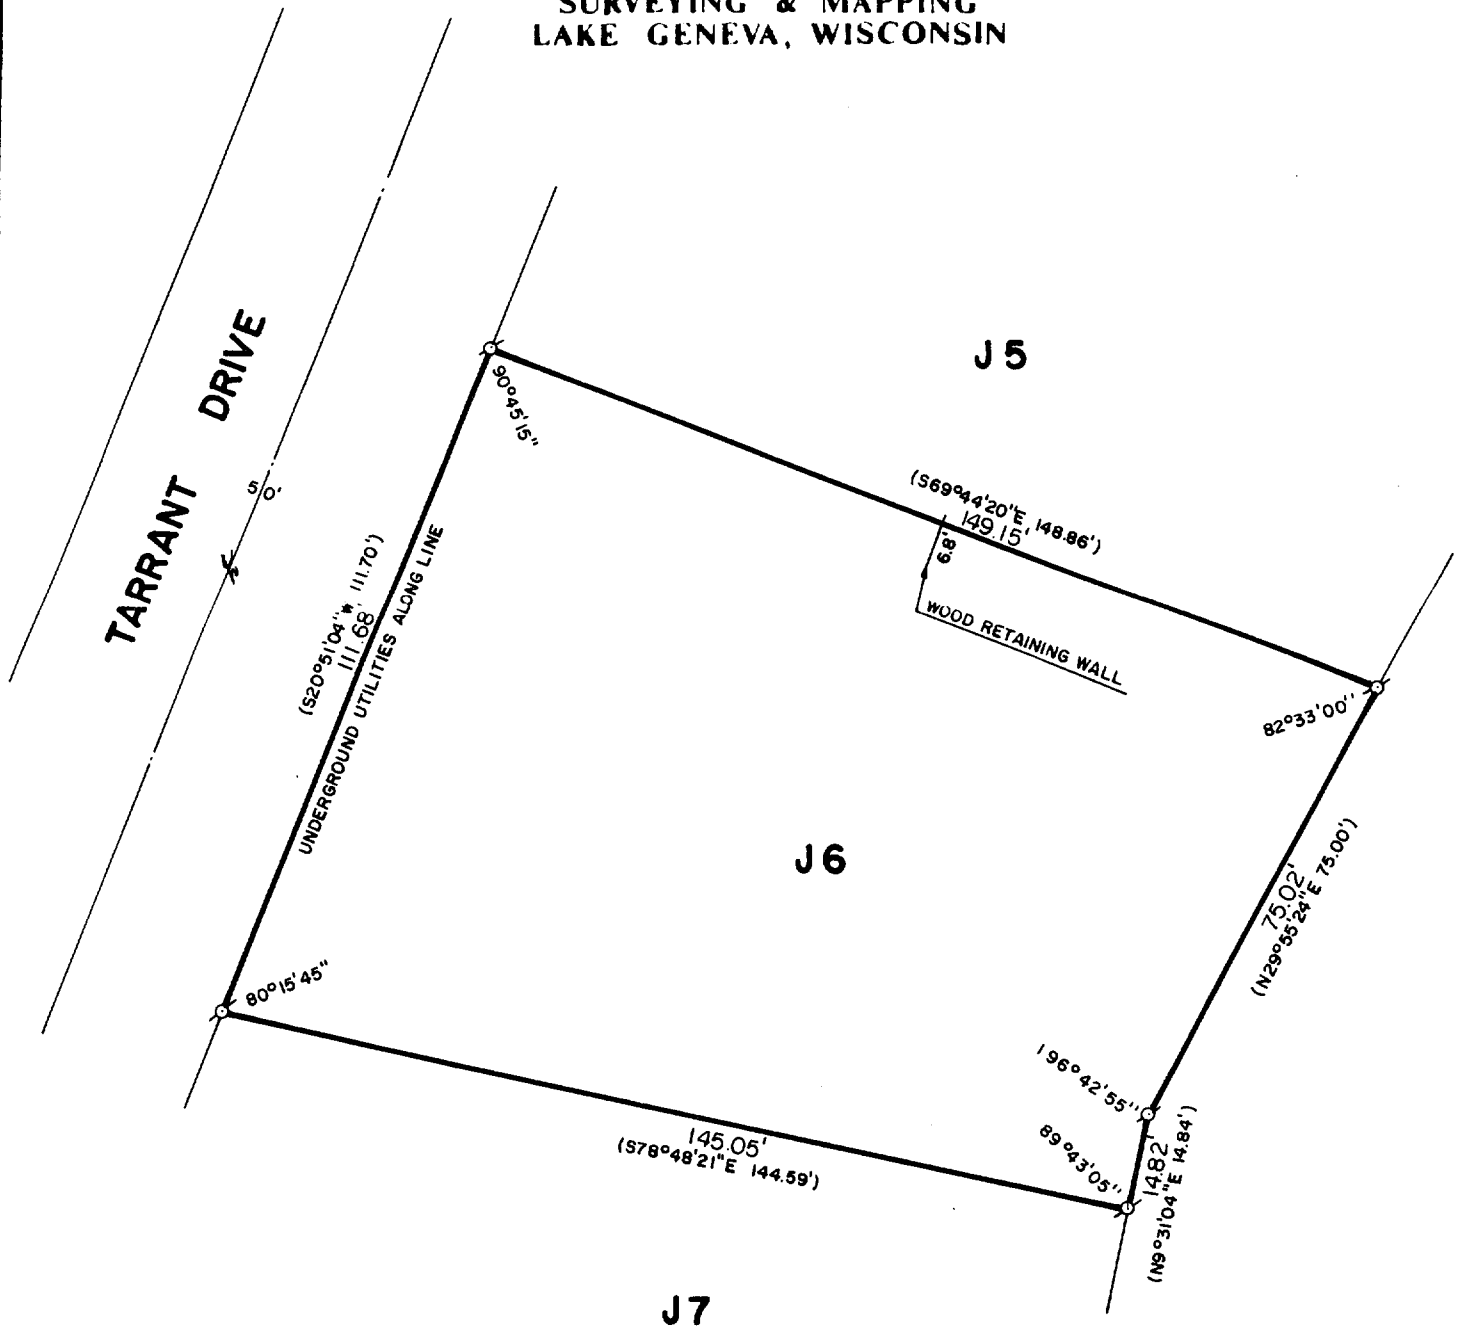 SURVEYING & MAPPING
LAKE GENEVA, WISCONSIN
J5
TARRANT DRIVE
50'
90°45'15"
(S69°44'20"E 148.86')
149.15'
6.8'
WOOD RETAINING WALL
(S20°51'04"* 111.70')
111.68'
UNDERGROUND UTILITIES ALONG LINE
82°33'00"
J6
75.02'
(N29°55'24"E 75.00')
80°15'45"
196°42'55"
89°43'05"
14.82'
(N9°31'04"E 14.84')
145.05'
(S78°48'21"E 144.59')
J7